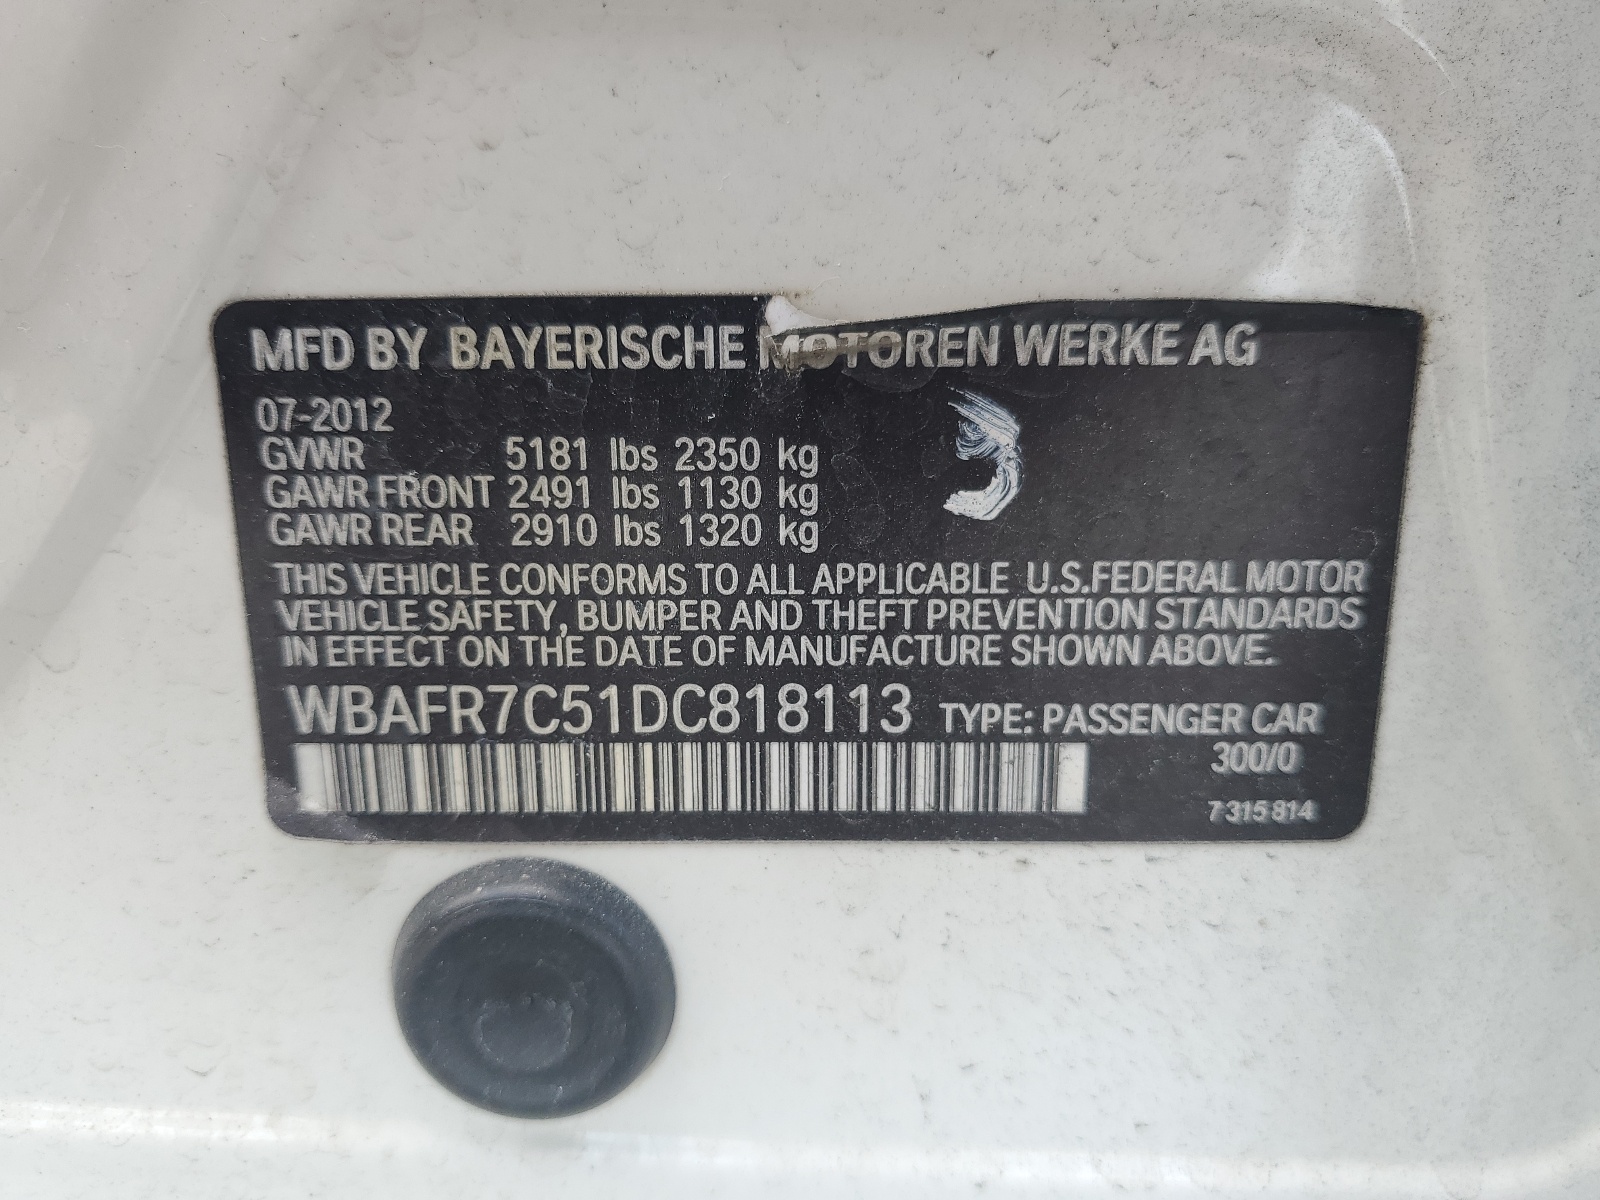 MFD BY BAYERISCHE MOTOREN WERKE AG
07-2012
GVWR 5181 lbs 2350 kg
GAWR FRONT 2491 lbs 1130 kg
GAWR REAR 2910 lbs 1320 kg
THIS VEHICLE CONFORMS TO ALL APPLICABLE U.S.FEDERAL MOTOR
VEHICLE SAFETY, BUMPER AND THEFT PREVENTION STANDARDS
IN EFFECT ON THE DATE OF MANUFACTURE SHOWN ABOVE.
WBAFR7C51DC818113 TYPE: PASSENGER CAR
300/0
7 315 814